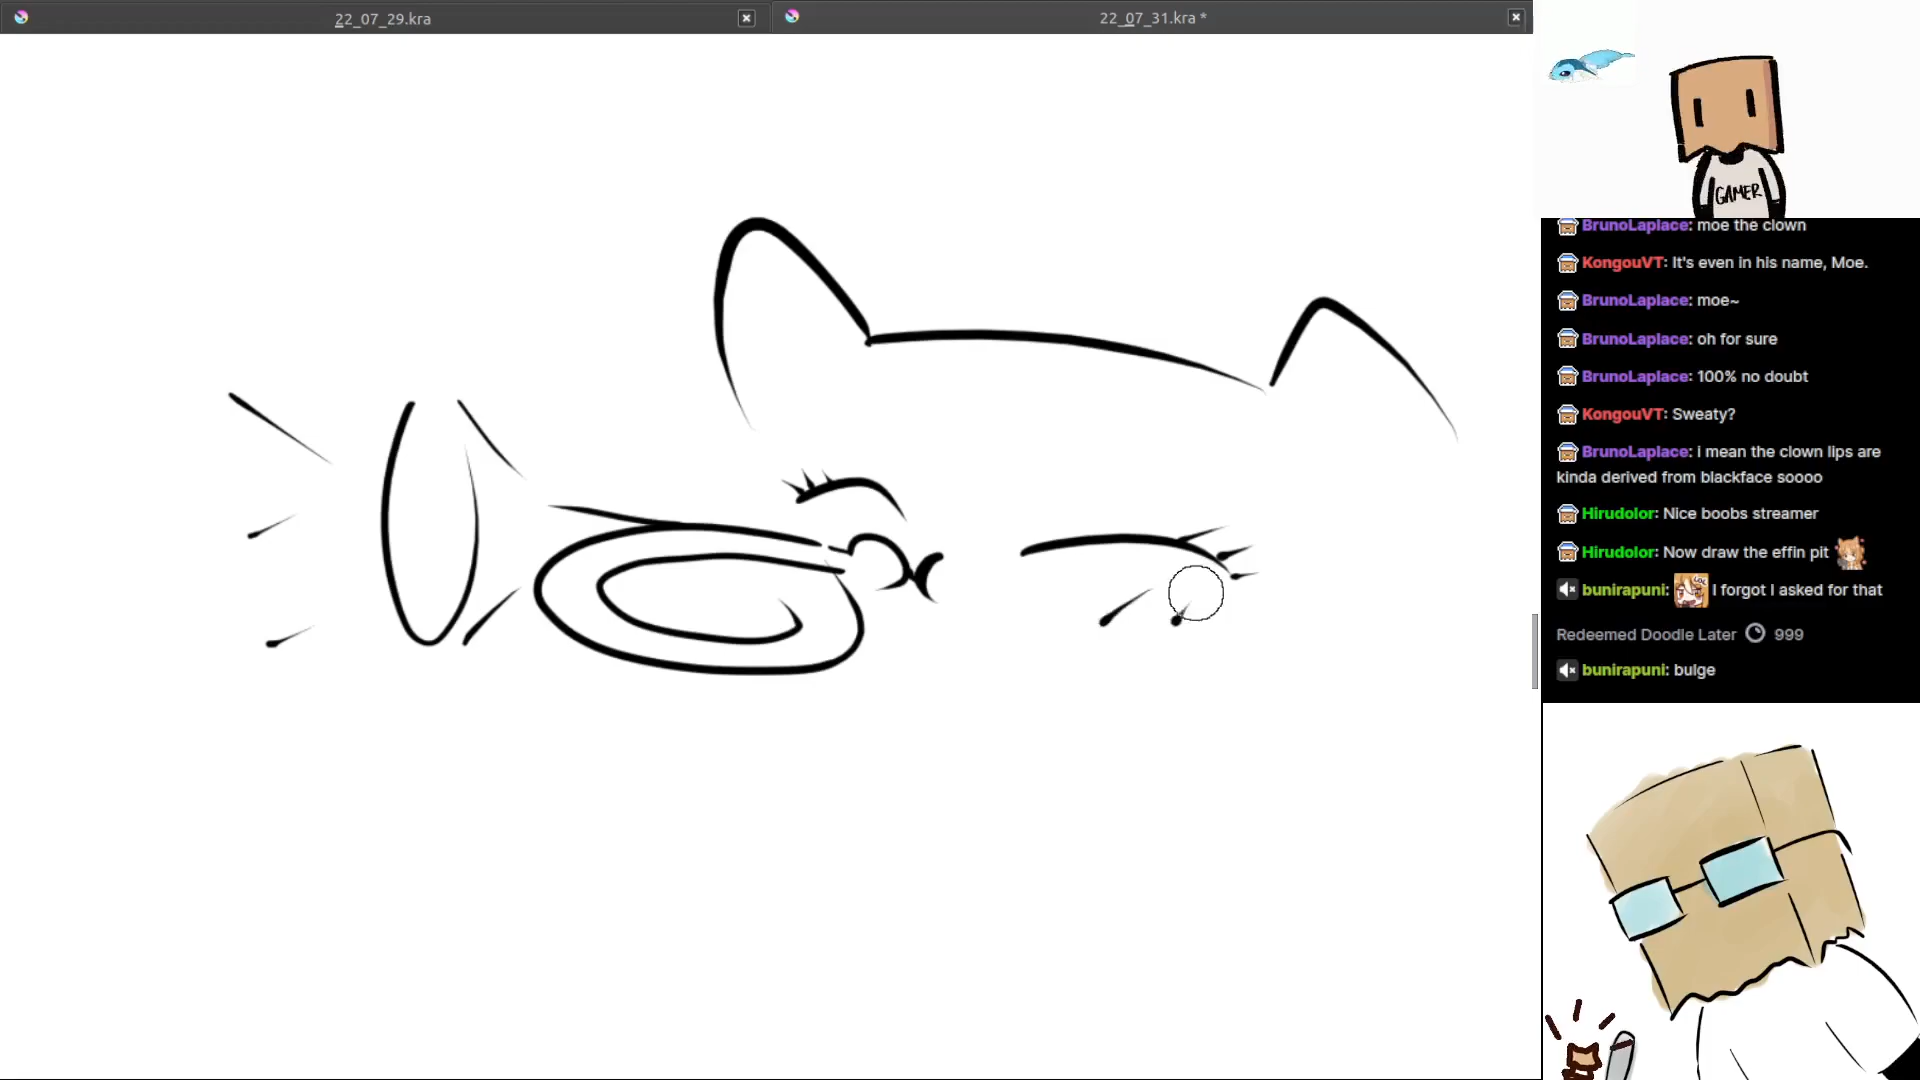 22_07_29.kra
22_07_31.kra *
GAMER
BrunoLaplace: moe the clown
KongouVT: It's even in his name, Moe.
BrunoLaplace: moe~
BrunoLaplace: oh for sure
BrunoLaplace: 100% no doubt
KongouVT: Sweaty?
BrunoLaplace: i mean the clown lips are
kinda derived from blackface soooo
Hirudolor: Nice boobs streamer
Hirudolor: Now draw the effin pit
bunirapuni: LOL I forgot I asked for that
Redeemed Doodle Later 999
bunirapuni: bulge